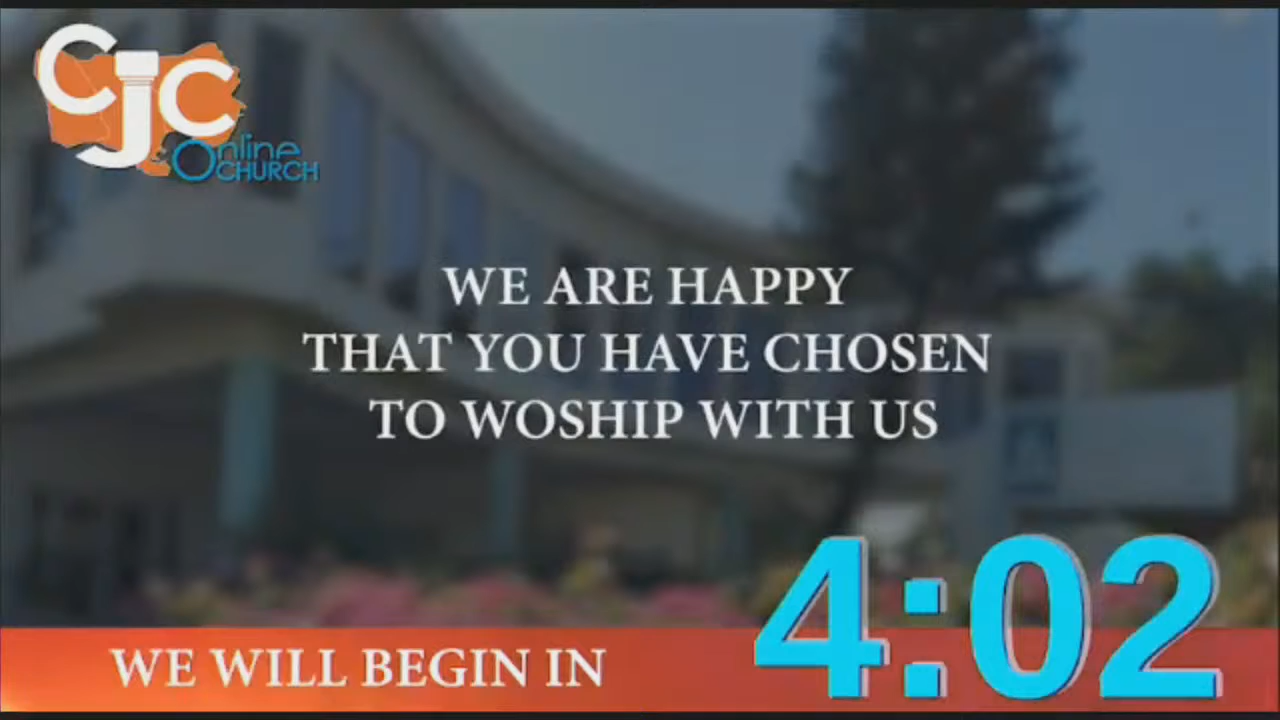 CJC
Online
CHURCH
WE ARE HAPPY
THAT YOU HAVE CHOSEN
TO WOSHIP WITH US
WE WILL BEGIN IN
4:02